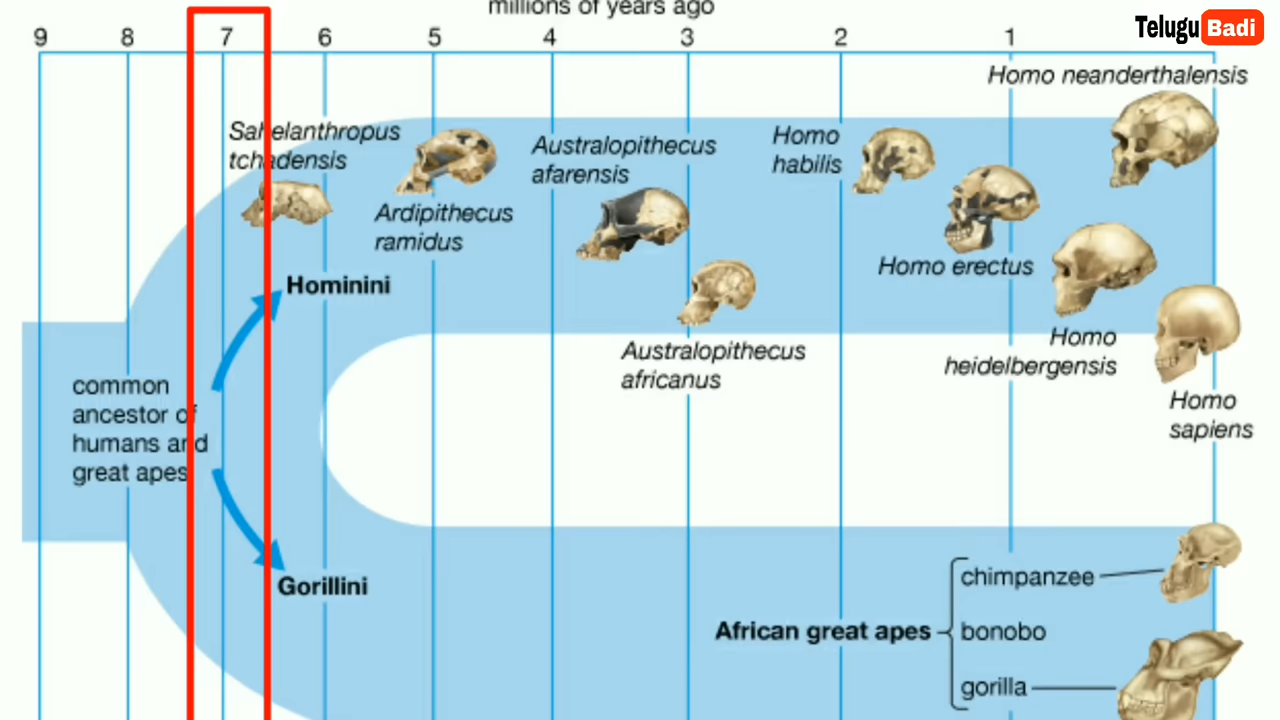 millions of years ago
Telugu Badi
9 8 7 6 5 4 3 2 1
Homo neanderthalensis
Sahelanthropus
tchadensis
Ardipithecus
ramidus
Australopithecus
afarensis
Homo
habilis
Homo erectus
Hominini
Australopithecus
africanus
Homo
heidelbergensis
Homo
sapiens
common
ancestor of
humans and
great apes
Gorillini
African great apes
chimpanzee
bonobo
gorilla